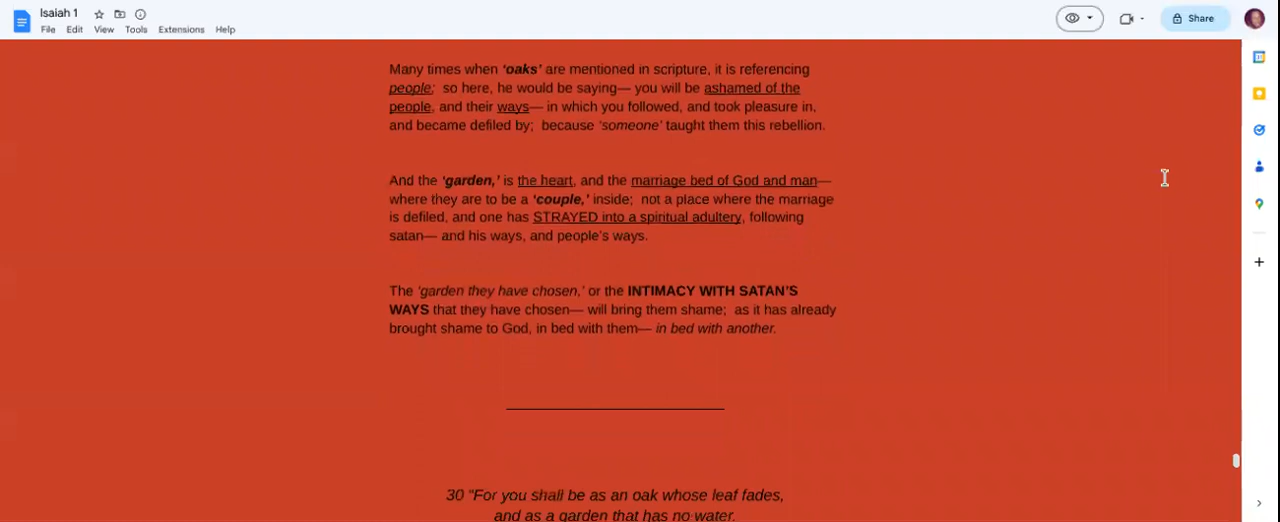 Isaiah 1
File Edit View Tools Extensions Help
Share
Many times when ‘oaks’ are mentioned in scripture, it is referencing
people;  so here, he would be saying— you will be ashamed of the
people, and their ways— in which you followed, and took pleasure in,
and became defiled by;  because ‘someone’ taught them this rebellion.
And the ‘garden,’ is the heart, and the marriage bed of God and man—
where they are to be a ‘couple,’ inside;  not a place where the marriage
is defiled, and one has STRAYED into a spiritual adultery, following
satan— and his ways, and people’s ways.
The ‘garden they have chosen,’ or the INTIMACY WITH SATAN’S
WAYS that they have chosen— will bring them shame;  as it has already
brought shame to God, in bed with them— in bed with another.
30 “For you shall be as an oak whose leaf fades,
and as a garden that has no water.